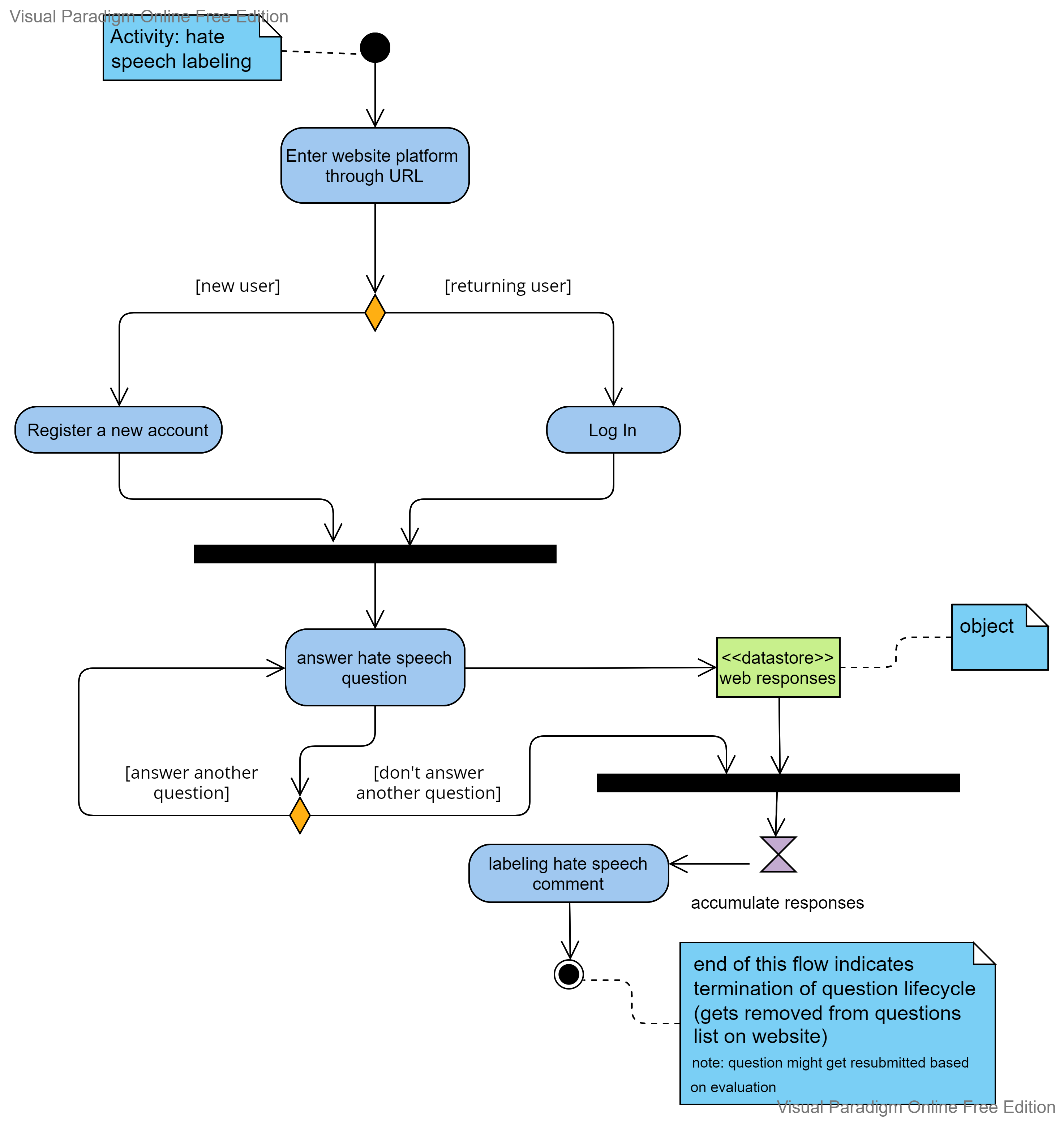 Visual Paradigm Online Free Edition
Activity: hate
speech labeling
Enter website platform
through URL
[new user]
[returning user]
Register a new account
Log In
answer hate speech
question
<<datastore>>
web responses
object
[answer another
question]
[don't answer
another question]
labeling hate speech
comment
accumulate responses
end of this flow indicates
termination of question lifecycle
(gets removed from questions
list on website)
note: question might get resubmitted based
on evaluation
Visual Paradigm Online Free Edition